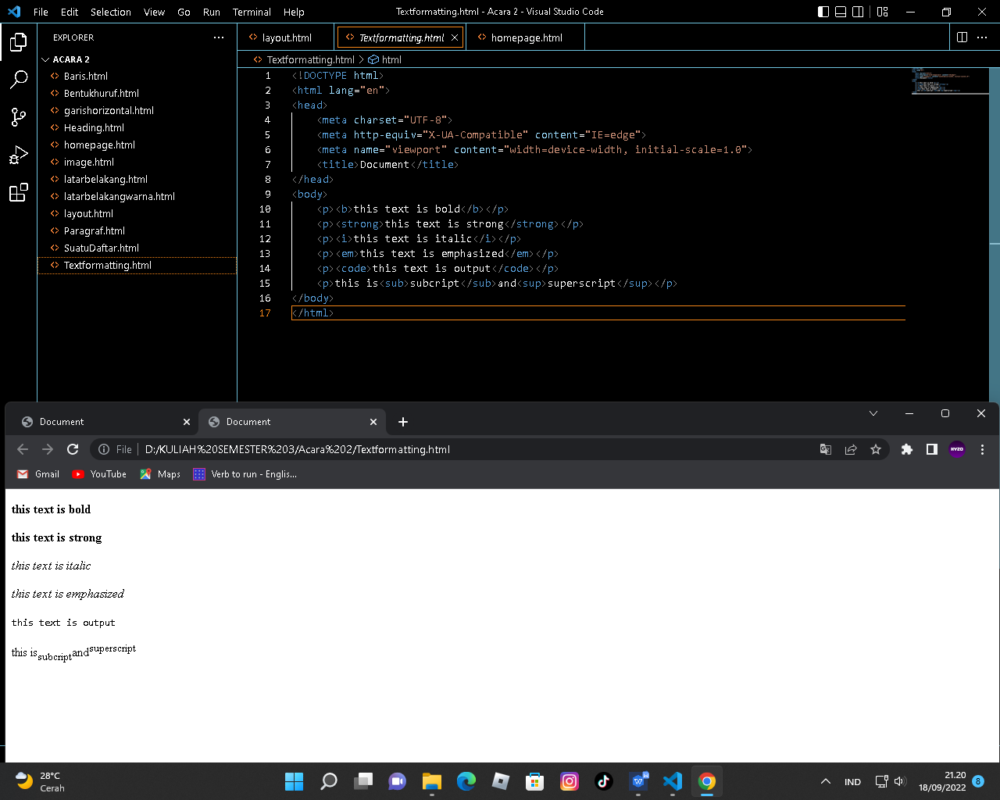 File Edit Selection View Go Run Terminal Help Textformatting.html - Acara 2 - Visual Studio Code
EXPLORER
layout.html Textformatting.html homepage.html
ACARA 2
Textformatting.html > html
Baris.html
Bentukhuruf.html
garishorizontal.html
Heading.html
homepage.html
image.html
latarbelakang.html
latarbelakangwarna.html
layout.html
Paragraf.html
SuatuDaftar.html
Textformatting.html
1 <!DOCTYPE html>
2 <html lang="en">
3 <head>
4 <meta charset="UTF-8">
5 <meta http-equiv="X-UA-Compatible" content="IE=edge">
6 <meta name="viewport" content="width=device-width, initial-scale=1.0">
7 <title>Document</title>
8 </head>
9 <body>
10 <p><b>this text is bold</b></p>
11 <p><strong>this text is strong</strong></p>
12 <p><i>this text is italic</i></p>
13 <p><em>this text is emphasized</em></p>
14 <p><code>this text is output</code></p>
15 <p>this is<sub>subcript</sub>and<sup>superscript</sup></p>
16 </body>
17 </html>
Document Document
File D:/KULIAH%20SEMESTER%203/Acara%202/Textformatting.html
Gmail YouTube Maps Verb to run - Englis...
this text is bold
this text is strong
this text is italic
this text is emphasized
this text is output
this is subcript and superscript
28°C
Cerah
IND
21.20
18/09/2022
8